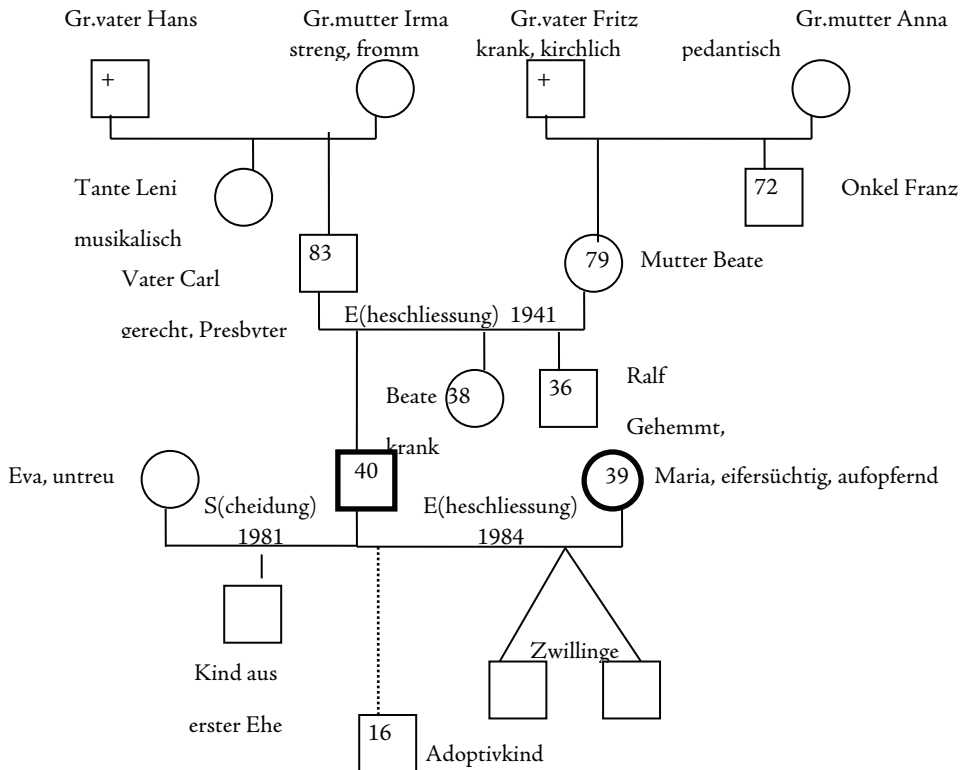 Gr.vater Hans
Gr.mutter Irma
Gr.vater Fritz
Gr.mutter Anna
streng, fromm
krank, kirchlich
pedantisch
+
+
Tante Leni
72
Onkel Franz
musikalisch
83
79
Mutter Beate
Vater Carl
gerecht, Presbyter
E(heschliessung) 1941
Beate
38
36
Ralf
Gehemmt,
krank
Eva, untreu
40
39
Maria, eifersüchtig, aufopfernd
S(cheidung)
1981
E(heschliessung)
1984
Zwillinge
Kind aus
erster Ehe
16
Adoptivkind